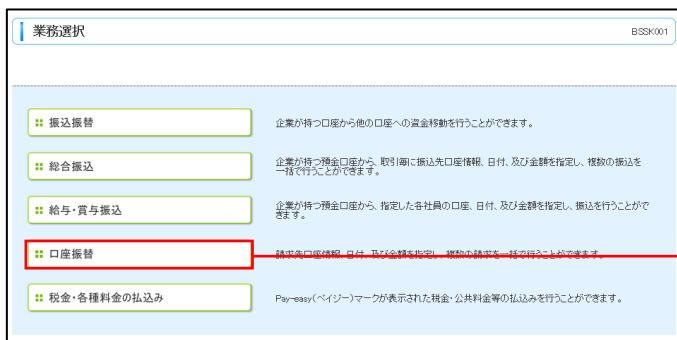 業務選択
BSSK001
振込振替
企業が持つ口座から他の口座への資金移動を行うことができます。
総合振込
企業が持つ預金口座から、取引毎に振込先口座情報、日付、及び金額を指定し、複数の振込を
一括で行うことができます。
給与・賞与振込
企業が持つ預金口座から、指定した各社員の口座、日付、及び金額を指定し、振込を行うことがで
きます。
口座振替
請求先口座情報、日付、及び金額を指定し、複数の請求を一括で行うことができます。
税金・各種料金の払込み
Pay-easy(ペイジー)マークが表示された税金・公共料金等の払込みを行うことができます。